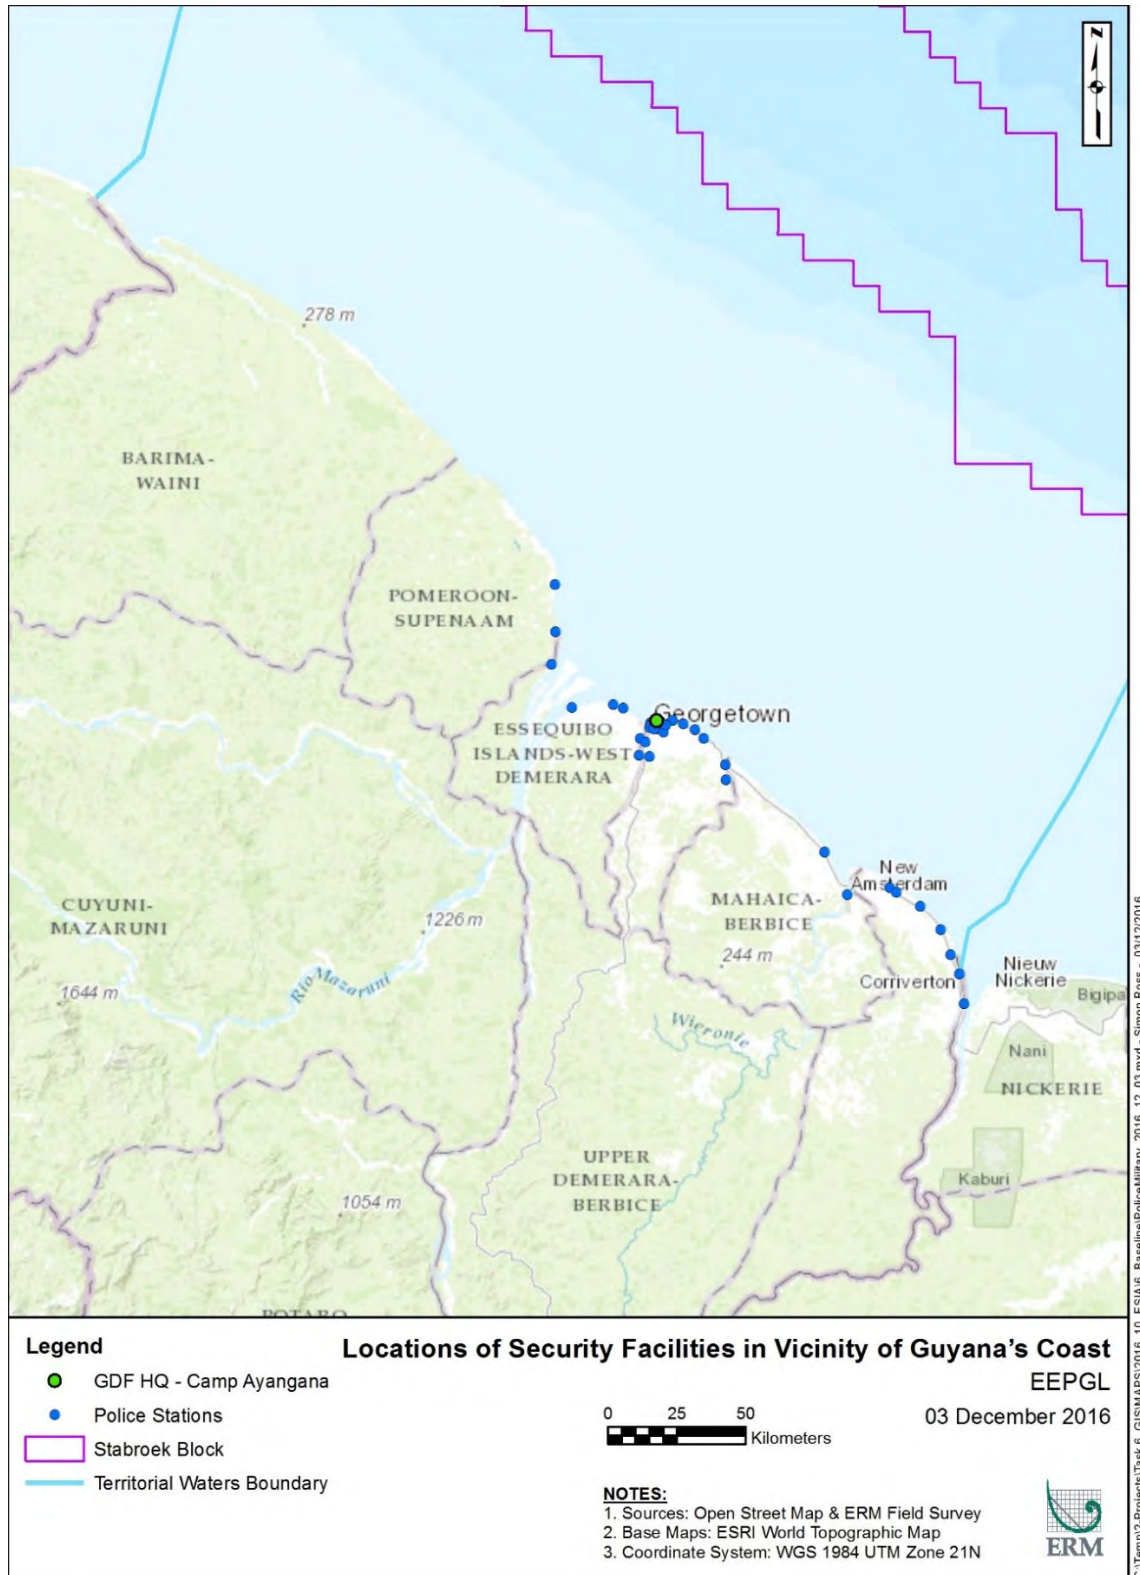 N
278 m
BARIMA-
WAINI
POMEROON-
SUPENAAM
Georgetown
ESSEQUIBO
ISLANDS-WEST
DEMERARA
New
Amsterdam
MAHAICA-
BERBICE
CUYUNI-
MAZARUNI
1226 m
244 m
Rio Mazaruni
1644 m
Corriverton
Nieuw
Nickerie
Bigipa
Wieronie
Nani
NICKERIE
UPPER
DEMERARA-
BERBICE
Kaburi
1054 m
POTARO
Legend
GDF HQ - Camp Ayangana
Police Stations
Stabroek Block
Territorial Waters Boundary
Locations of Security Facilities in Vicinity of Guyana's Coast
EEPGL
03 December 2016
0 25 50
Kilometers
NOTES:
1. Sources: Open Street Map & ERM Field Survey
2. Base Maps: ESRI World Topographic Map
3. Coordinate System: WGS 1984 UTM Zone 21N
ERM